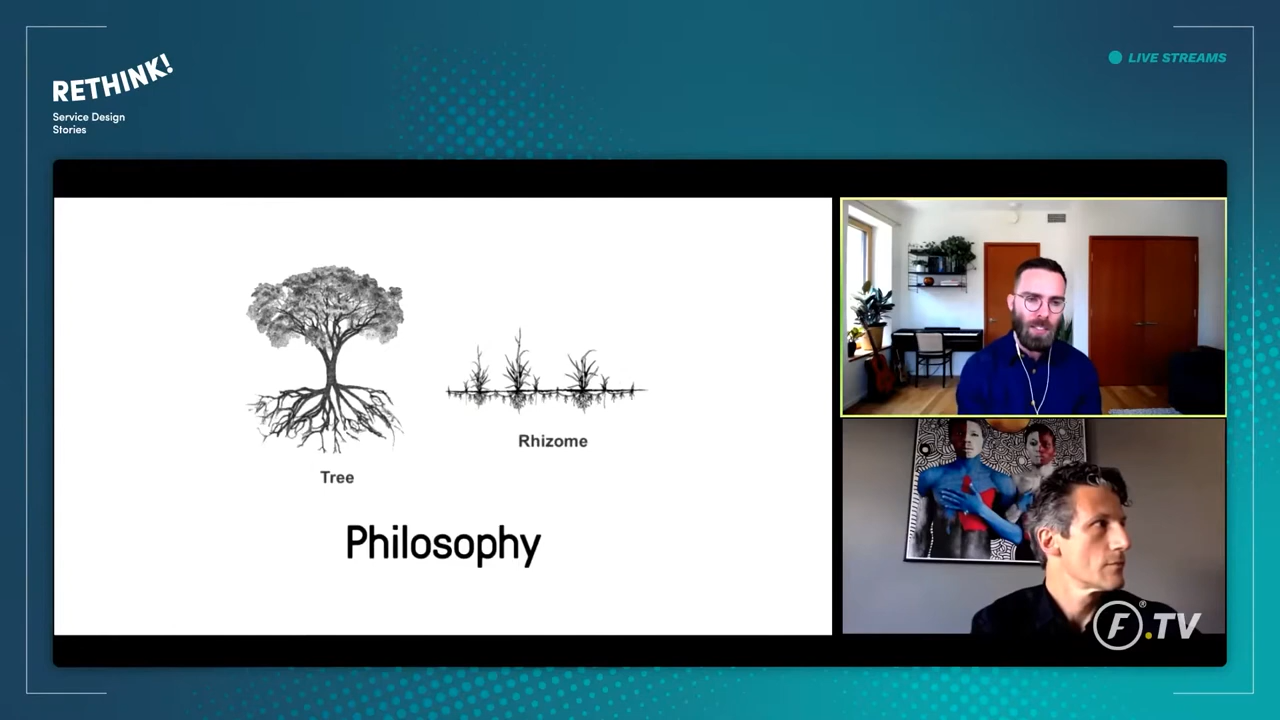 RETHINK!
Service Design
Stories
LIVE STREAMS
Tree
Rhizome
Philosophy
F®.TV